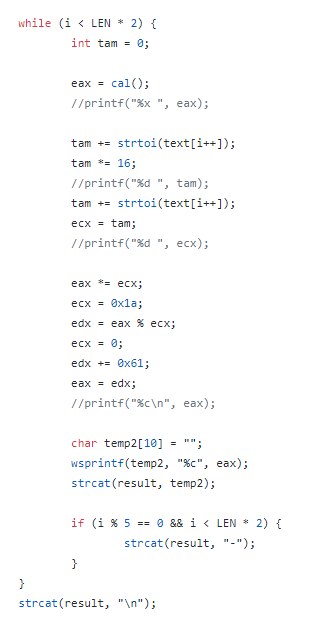 while (i < LEN * 2) {
int tam = 0;
eax = cal();
//printf("%x ", eax);
tam += strtoi(text[i++]);
tam *= 16;
//printf("%d ", tam);
tam += strtoi(text[i++]);
ecx = tam;
//printf("%d ", ecx);
eax *= ecx;
ecx = 0x1a;
edx = eax % ecx;
ecx = 0;
edx += 0x61;
eax = edx;
//printf("%c\n", eax);
char temp2[10] = "";
wsprintf(temp2, "%c", eax);
strcat(result, temp2);
if (i % 5 == 0 && i < LEN * 2) {
strcat(result, "-");
}
}
strcat(result, "\n");